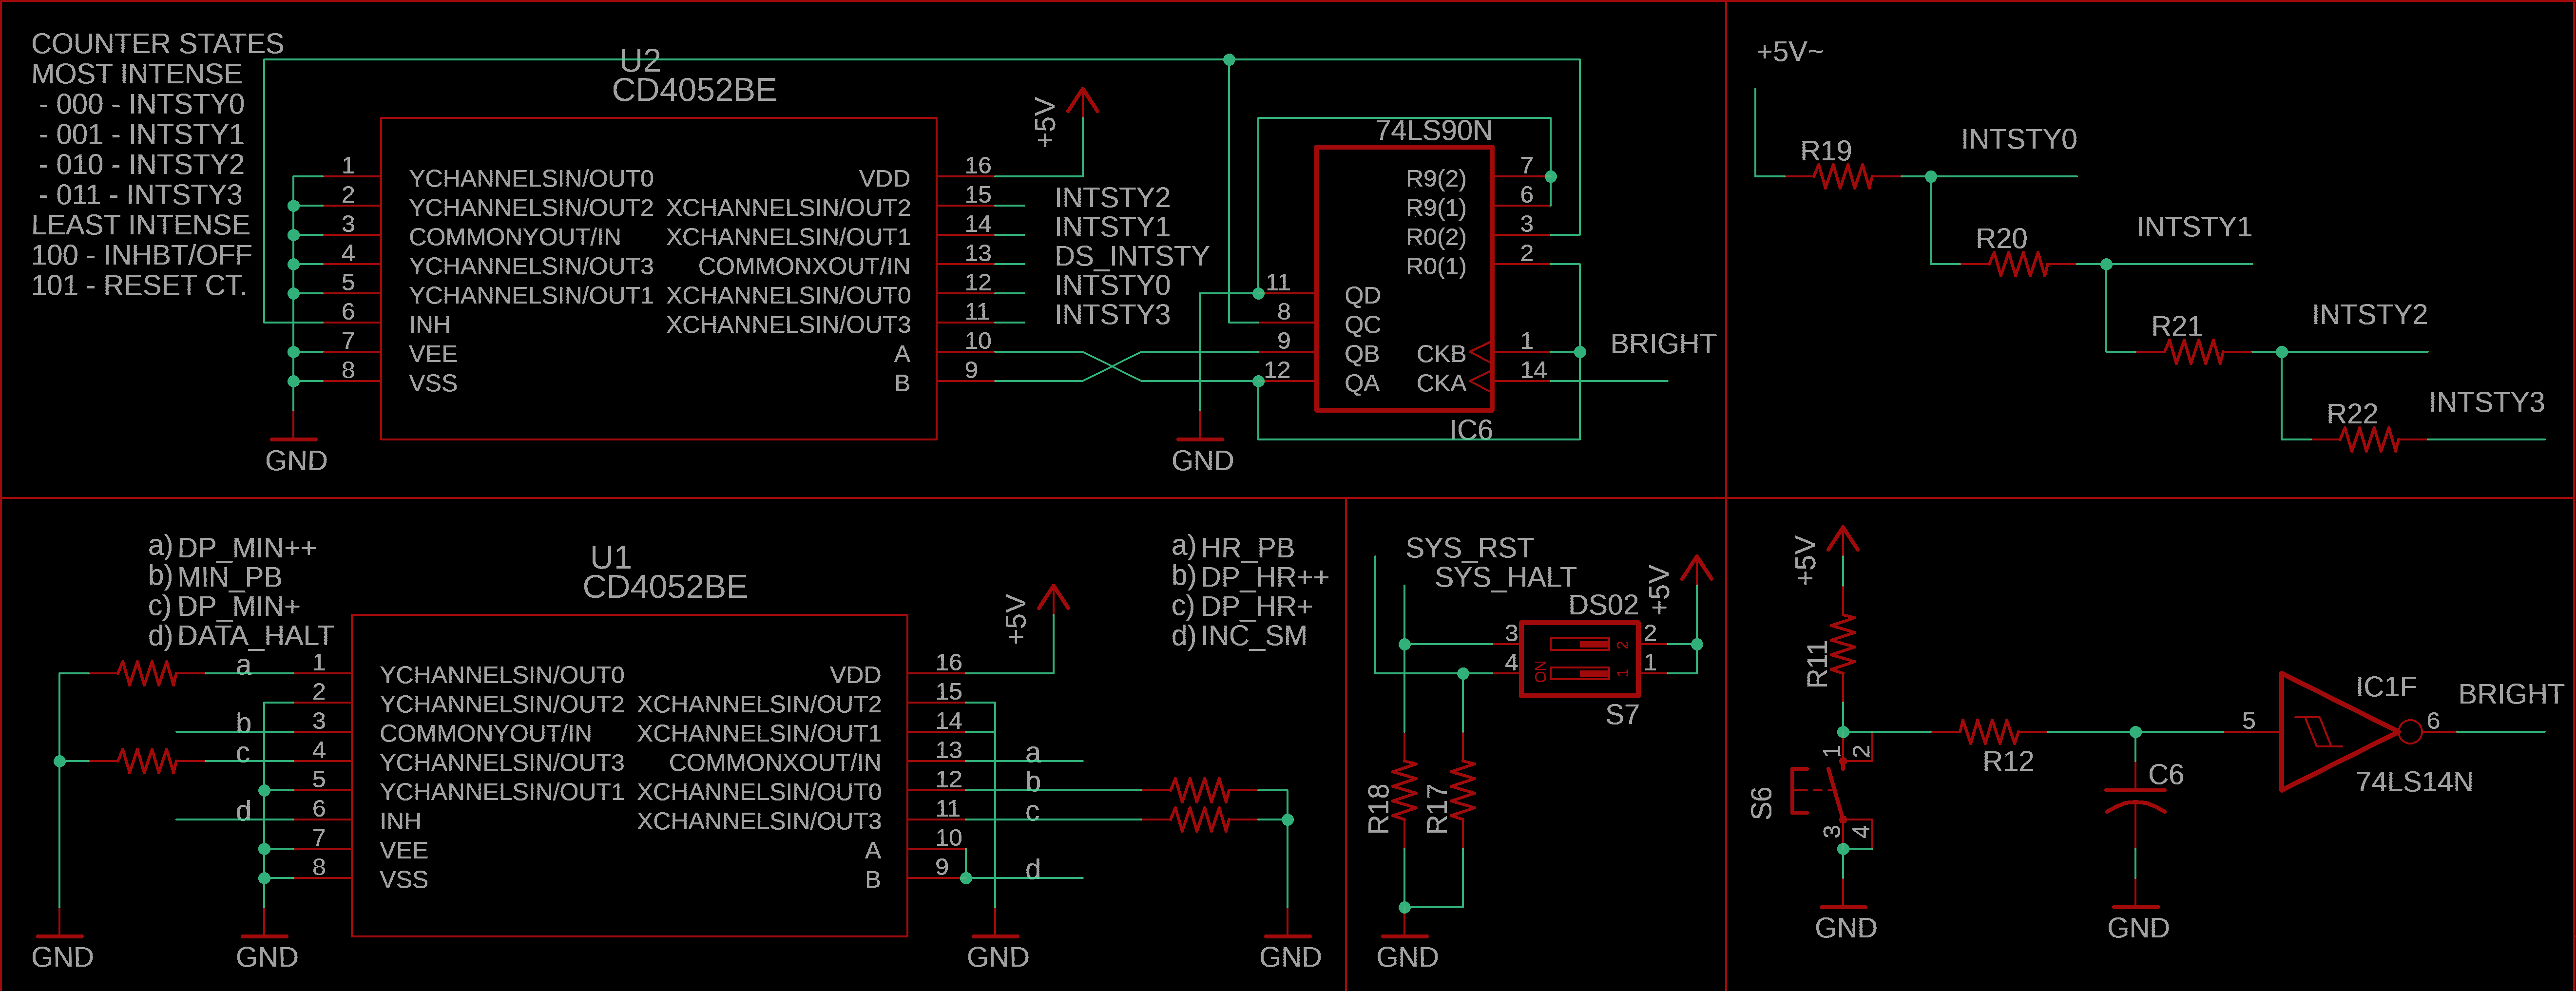 COUNTER STATES
MOST INTENSE
- 000 - INTSTY0
- 001 - INTSTY1
- 010 - INTSTY2
- 011 - INTSTY3
LEAST INTENSE
100 - INHBT/OFF
101 - RESET CT.
U2
CD4052BE
1 YCHANNELSIN/OUT0
2 YCHANNELSIN/OUT2
3 COMMONYOUT/IN
4 YCHANNELSIN/OUT3
5 YCHANNELSIN/OUT1
6 INH
7 VEE
8 VSS
GND
VDD 16
XCHANNELSIN/OUT2 15
XCHANNELSIN/OUT1 14
COMMONXOUT/IN 13
XCHANNELSIN/OUT0 12
XCHANNELSIN/OUT3 11
A 10
B 9
+5V
INTSTY2
INTSTY1
DS_INTSTY
INTSTY0
INTSTY3
74LS90N
R9(2) 7
R9(1) 6
R0(2) 3
R0(1) 2
11 QD
8 QC
9 QB CKB 1
12 QA CKA 14
BRIGHT
IC6
GND
+5V~
R19
INTSTY0
R20
INTSTY1
R21
INTSTY2
R22
INTSTY3
a) DP_MIN++
b) MIN_PB
c) DP_MIN+
d) DATA_HALT
U1
CD4052BE
a 1 YCHANNELSIN/OUT0
2 YCHANNELSIN/OUT2
b 3 COMMONYOUT/IN
c 4 YCHANNELSIN/OUT3
5 YCHANNELSIN/OUT1
d 6 INH
7 VEE
8 VSS
GND
GND
VDD 16
XCHANNELSIN/OUT2 15
XCHANNELSIN/OUT1 14
COMMONXOUT/IN 13 a
XCHANNELSIN/OUT0 12 b
XCHANNELSIN/OUT3 11 c
A 10
B 9 d
+5V
GND
GND
a) HR_PB
b) DP_HR++
c) DP_HR+
d) INC_SM
SYS_RST
SYS_HALT
+5V
DS02
3 2 2
4 ON 1 1
S7
R18
R17
GND
+5V
R11
1 2
S6
3 4
GND
R12
C6
GND
5
IC1F
6
74LS14N
BRIGHT